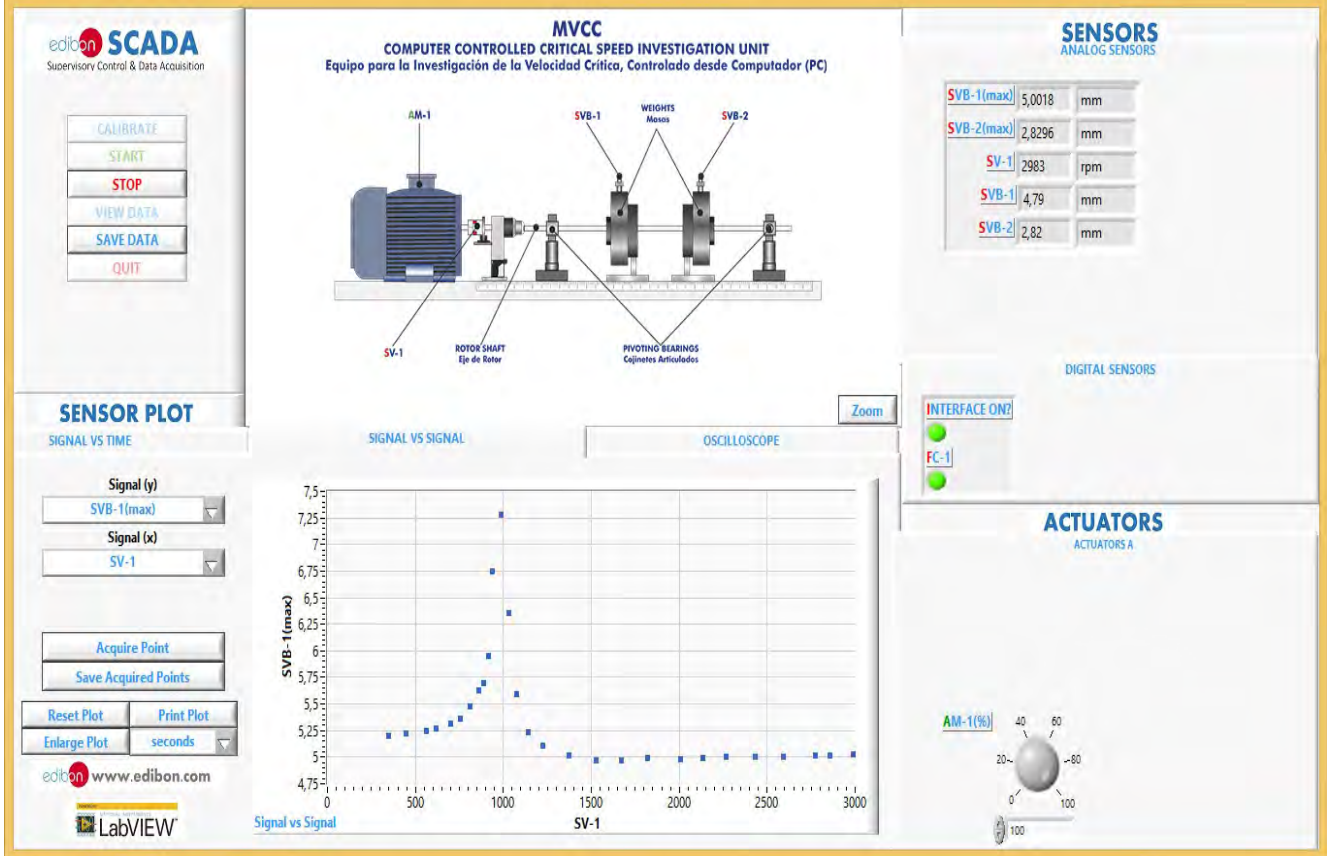 edibon SCADA
Supervisory Control & Data Acquisition
CALIBRATE
START
STOP
VIEW DATA
SAVE DATA
QUIT
MVCC
COMPUTER CONTROLLED CRITICAL SPEED INVESTIGATION UNIT
Equipo para la Investigación de la Velocidad Crítica, Controlado desde Computador (PC)
AM-1
SVB-1
WEIGHTS
Masas
SVB-2
SV-1
ROTOR SHAFT
Eje de Rotor
PIVOTING BEARINGS
Cojinetes Articulados
Zoom
SENSORS
ANALOG SENSORS
SVB-1(max) 5,0018 mm
SVB-2(max) 2,8296 mm
SV-1 2983 rpm
SVB-1 4,79 mm
SVB-2 2,82 mm
DIGITAL SENSORS
INTERFACE ON?
FC-1
SENSOR PLOT
SIGNAL VS TIME
SIGNAL VS SIGNAL
OSCILLOSCOPE
Signal (y)
SVB-1(max)
Signal (x)
SV-1
Acquire Point
Save Acquired Points
Reset Plot Print Plot
Enlarge Plot seconds
edibon www.edibon.com
LabVIEW
SVB-1(max)
7,5
7,25
7
6,75
6,5
6,25
6
5,75
5,5
5,25
5
4,75
0 500 1000 1500 2000 2500 3000
Signal vs Signal
SV-1
ACTUATORS
ACTUATORS A
AM-1(%)
40 60
20 80
0 100
100